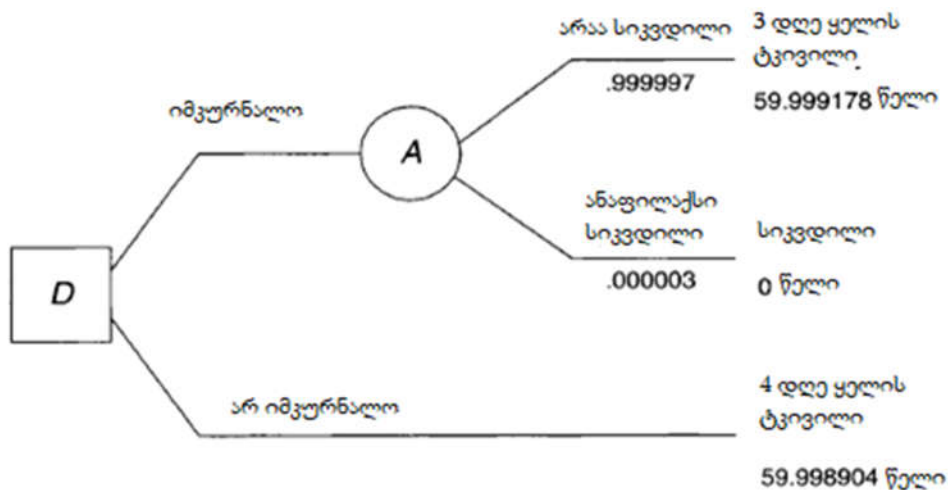 არაა სიკვდილი
3 დღე ყელის
ტკივილი.
.999997
59.999178 წელი
იმკურნალო
A
ანაფილაქსი
სიკვდილი
სიკვდილი
.000003
0 წელი
D
არ იმკურნალო
4 დღე ყელის
ტკივილი
59.998904 წელი